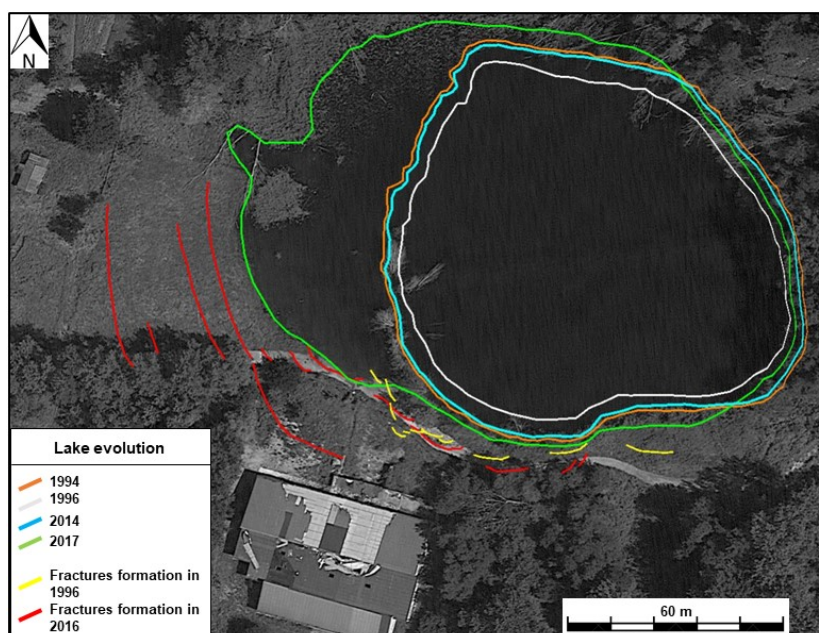 N
Lake evolution
1994
1996
2014
2017
Fractures formation in
1996
Fractures formation in
2016
60 m